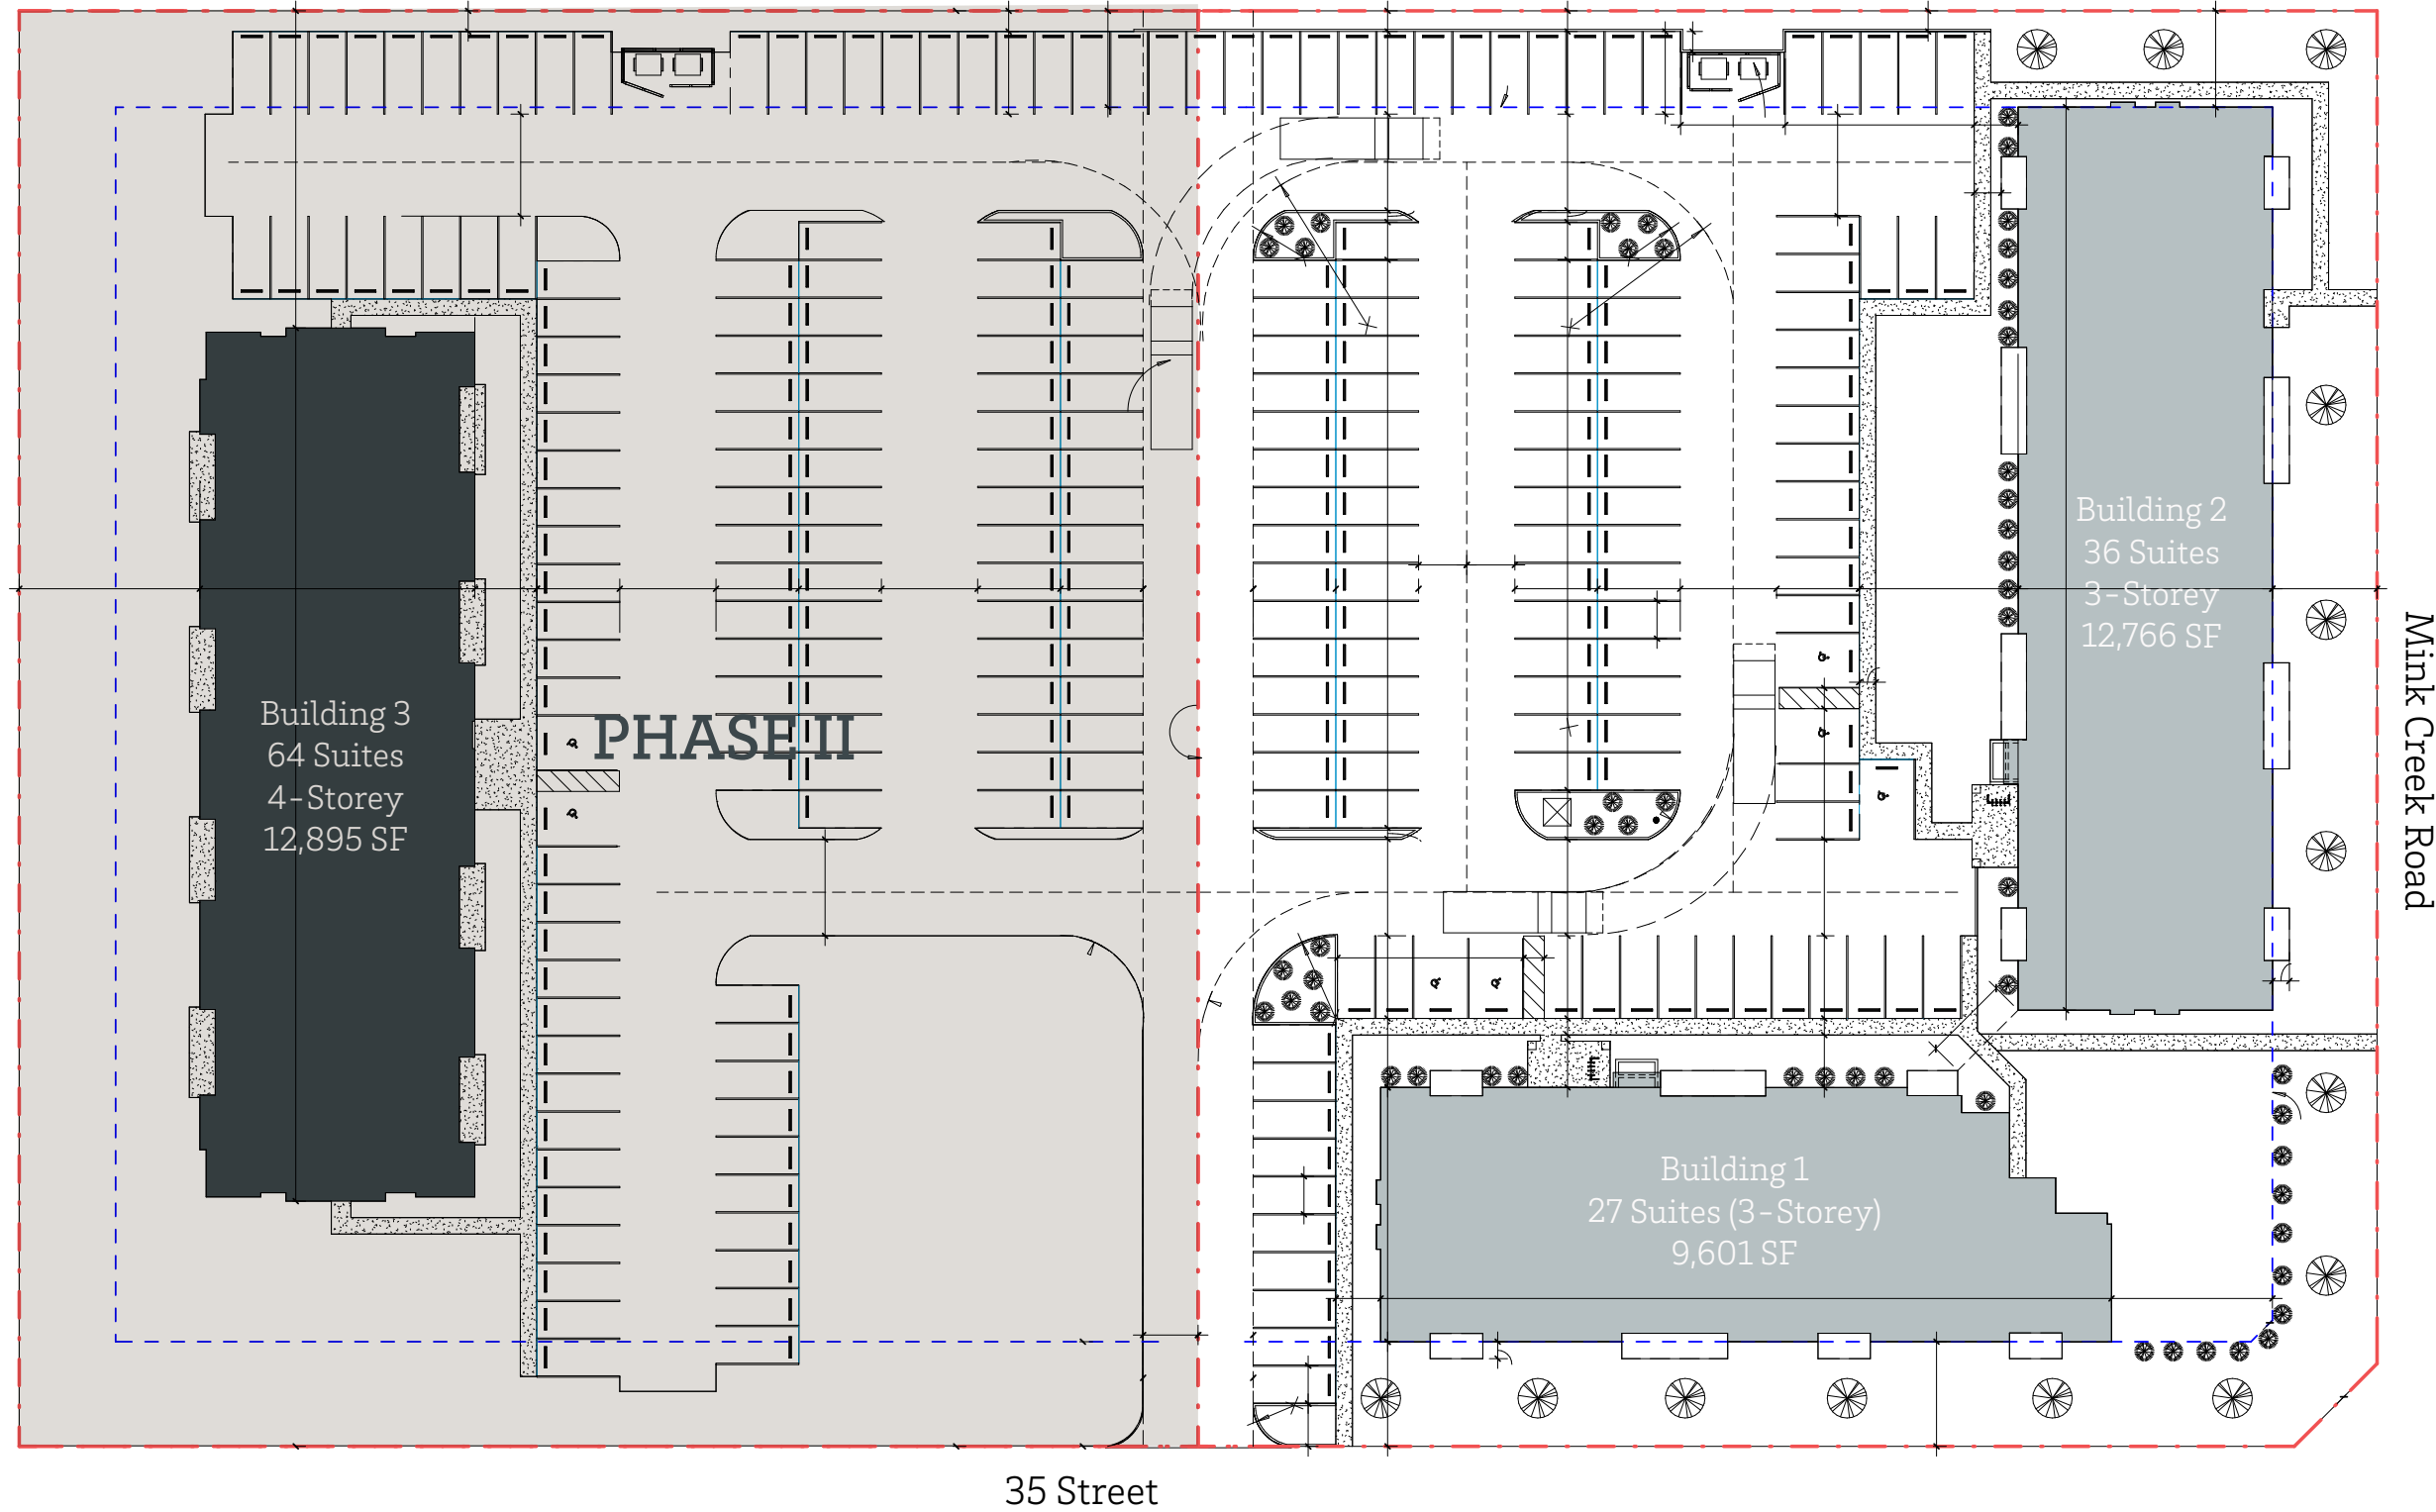 Building 3
64 Suites
4-Storey
12,895 SF
PHASE II
Building 2
36 Suites
3-Storey
12,766 SF
Mink Creek Road
Building 1
27 Suites (3-Storey)
9,601 SF
35 Street